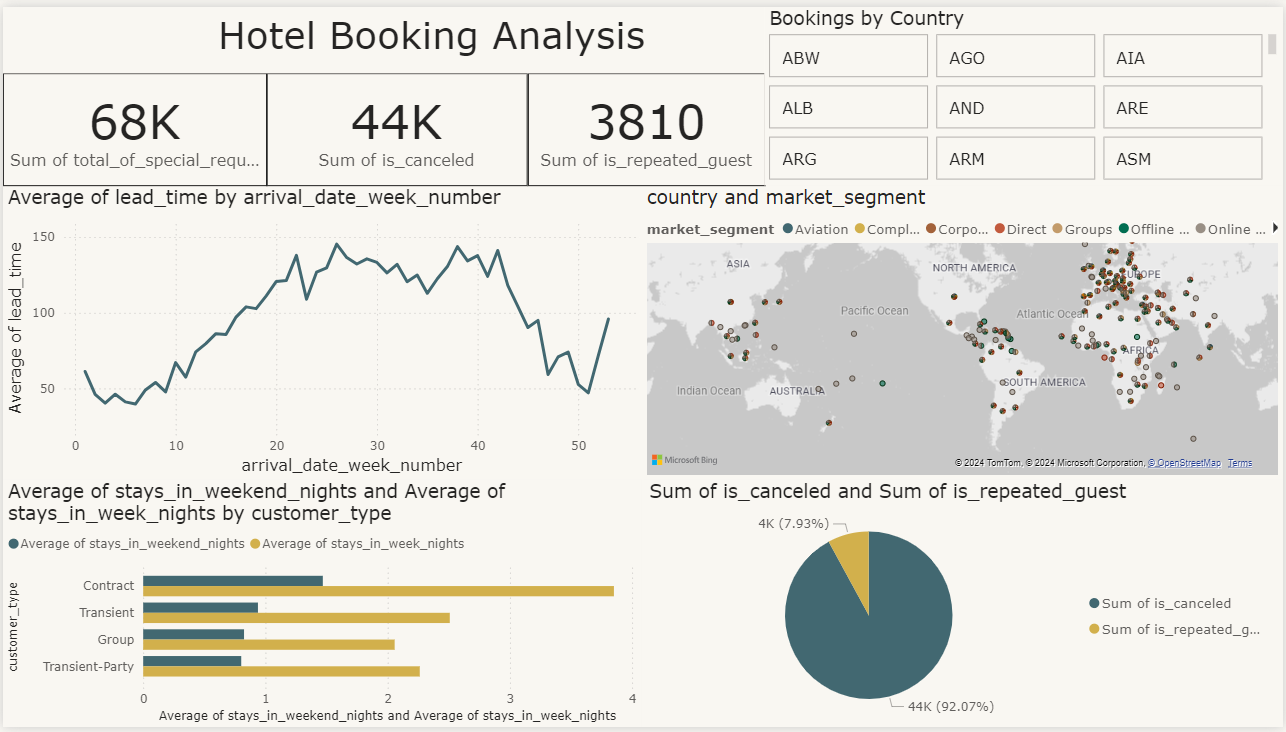 Hotel Booking Analysis
68K
Sum of total_of_special_requ...
44K
Sum of is_canceled
3810
Sum of is_repeated_guest
Bookings by Country
ABW
AGO
AIA
ALB
AND
ARE
ARG
ARM
ASM
Average of lead_time by arrival_date_week_number
Average of lead_time
150
100
50
0
10
20
30
40
50
arrival_date_week_number
country and market_segment
market_segment Aviation Compl... Corpo... Direct Groups Offline ... Online ...
ASIA
NORTH AMERICA
EUROPE
Pacific Ocean
Atlantic Ocean
AFRICA
Indian Ocean
AUSTRALIA
SOUTH AMERICA
Microsoft Bing
© 2024 TomTom, © 2024 Microsoft Corporation, © OpenStreetMap Terms
Average of stays_in_weekend_nights and Average of
stays_in_week_nights by customer_type
Average of stays_in_weekend_nights Average of stays_in_week_nights
customer_type
Contract
Transient
Group
Transient-Party
0
1
2
3
4
Average of stays_in_weekend_nights and Average of stays_in_week_nights
Sum of is_canceled and Sum of is_repeated_guest
4K (7.93%)
44K (92.07%)
Sum of is_canceled
Sum of is_repeated_g...